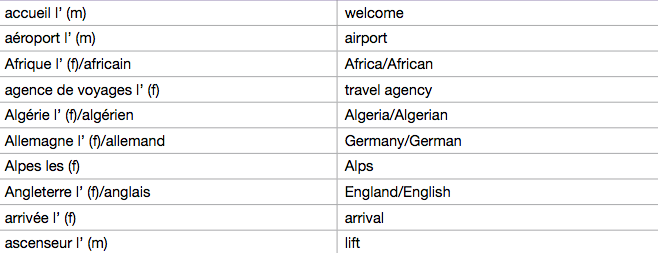 accueil l’ (m) welcome
aéroport l’ (m) airport
Afrique l’ (f)/africain Africa/African
agence de voyages l’ (f) travel agency
Algérie l’ (f)/algérien Algeria/Algerian
Allemagne l’ (f)/allemand Germany/German
Alpes les (f) Alps
Angleterre l’ (f)/anglais England/English
arrivée l’ (f) arrival
ascenseur l’ (m) lift